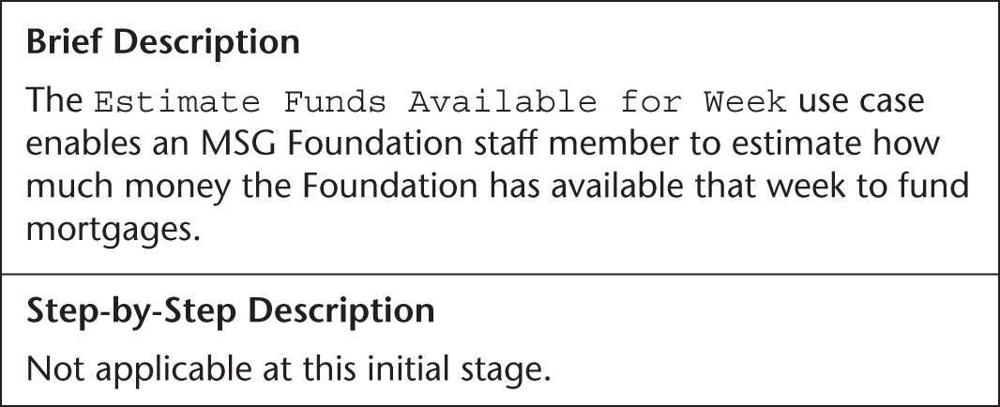 Brief Description
The Estimate Funds Available for Week use case
enables an MSG Foundation staff member to estimate how
much money the Foundation has available that week to fund
mortgages.
Step-by-Step Description
Not applicable at this initial stage.